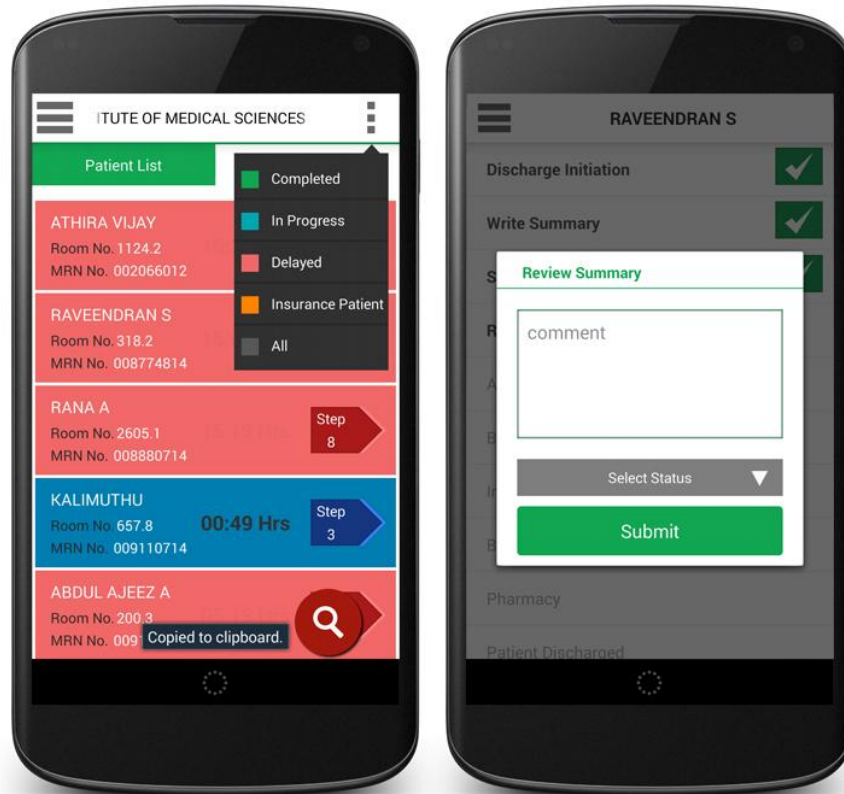 ITUTE OF MEDICAL SCIENCES
Patient List
Completed
In Progress
Delayed
Insurance Patient
All
ATHIRA VIJAY
Room No. 1124.2
MRN No. 002066012
RAVEENDRAN S
Room No. 318.2
MRN No. 008774814
RANA A
Room No. 2605.1
MRN No. 008880714
Step
8
KALIMUTHU
Room No. 657.8
MRN No. 009110714
00:49 Hrs
Step
3
ABDUL AJEEZ A
Room No. 200.3
MRN No. 009
Copied to clipboard.
RAVEENDRAN S
Discharge Initiation
Write Summary
S
Review Summary
R
comment
A
B
In
Select Status
B
Submit
Pharmacy
Patient Discharged